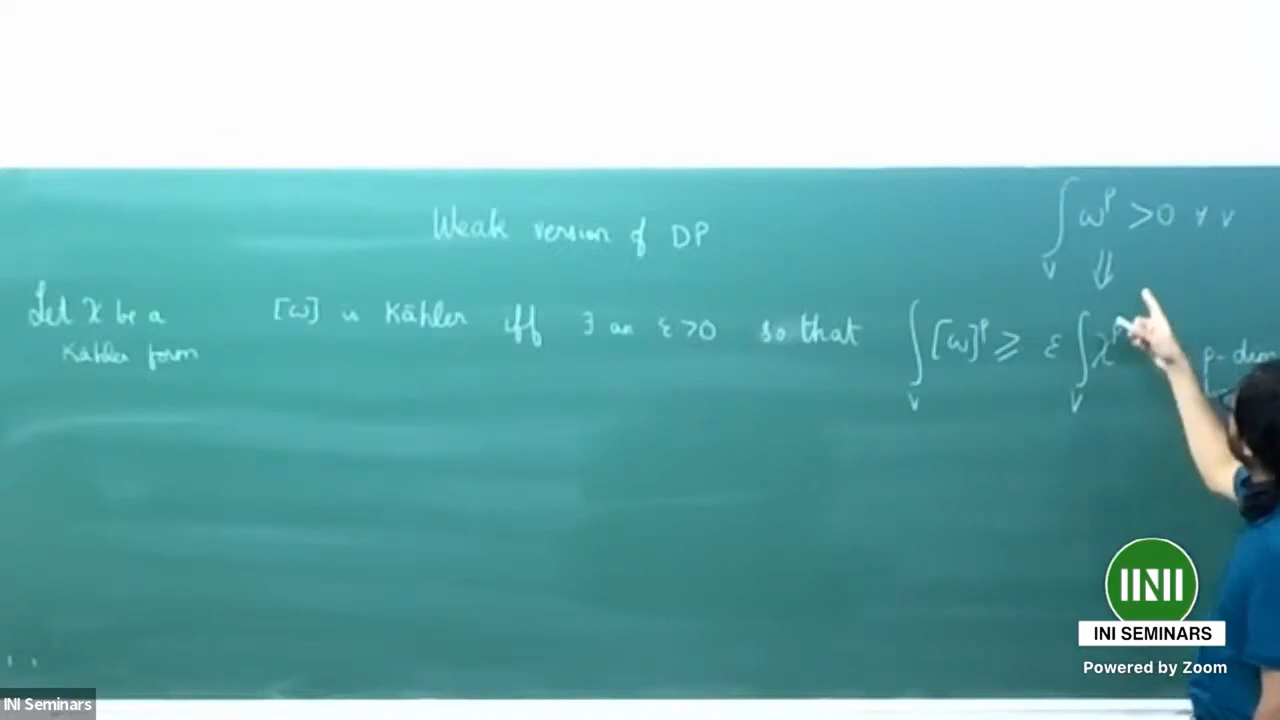 Weak version of DP
∫_V ω^p > 0 ∀ V
⇓
Let χ be a
Kähler form
[ω] is Kähler iff ∃ an ε > 0 so that ∫_V [ω]^p ⩾ ε ∫_V χ^p
p-dim
INI SEMINARS
Powered by Zoom
INI Seminars